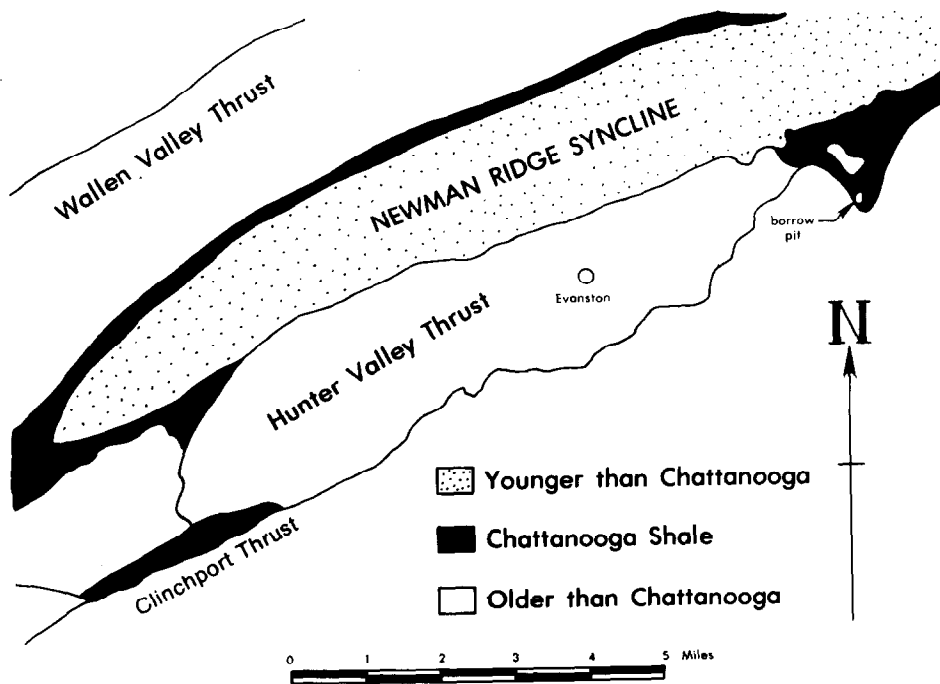 Wallen Valley Thrust
NEWMAN RIDGE SYNCLINE
borrow
pit
Evanston
Hunter Valley Thrust
N
Younger than Chattanooga
Chattanooga Shale
Clinchport Thrust
Older than Chattanooga
0 1 2 3 4 5 Miles